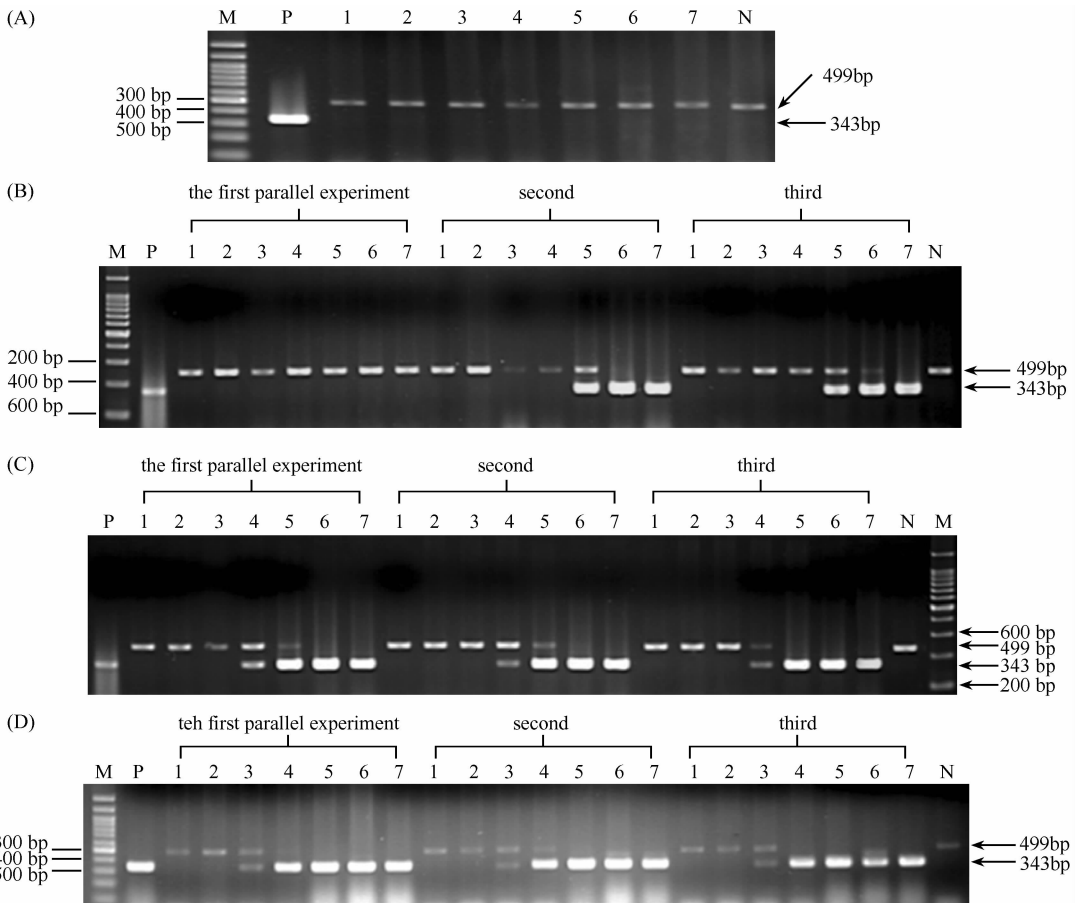 (A)
M P 1 2 3 4 5 6 7 N
300 bp
400 bp
500 bp
499bp
343bp
(B)
the first parallel experiment second third
M P 1 2 3 4 5 6 7 1 2 3 4 5 6 7 1 2 3 4 5 6 7 N
200 bp
400 bp
600 bp
499bp
343bp
(C)
the first parallel experiment second third
P 1 2 3 4 5 6 7 1 2 3 4 5 6 7 1 2 3 4 5 6 7 N M
600 bp
499 bp
343 bp
200 bp
(D)
teh first parallel experiment second third
M P 1 2 3 4 5 6 7 1 2 3 4 5 6 7 1 2 3 4 5 6 7 N
bp
bp
bp
499bp
343bp